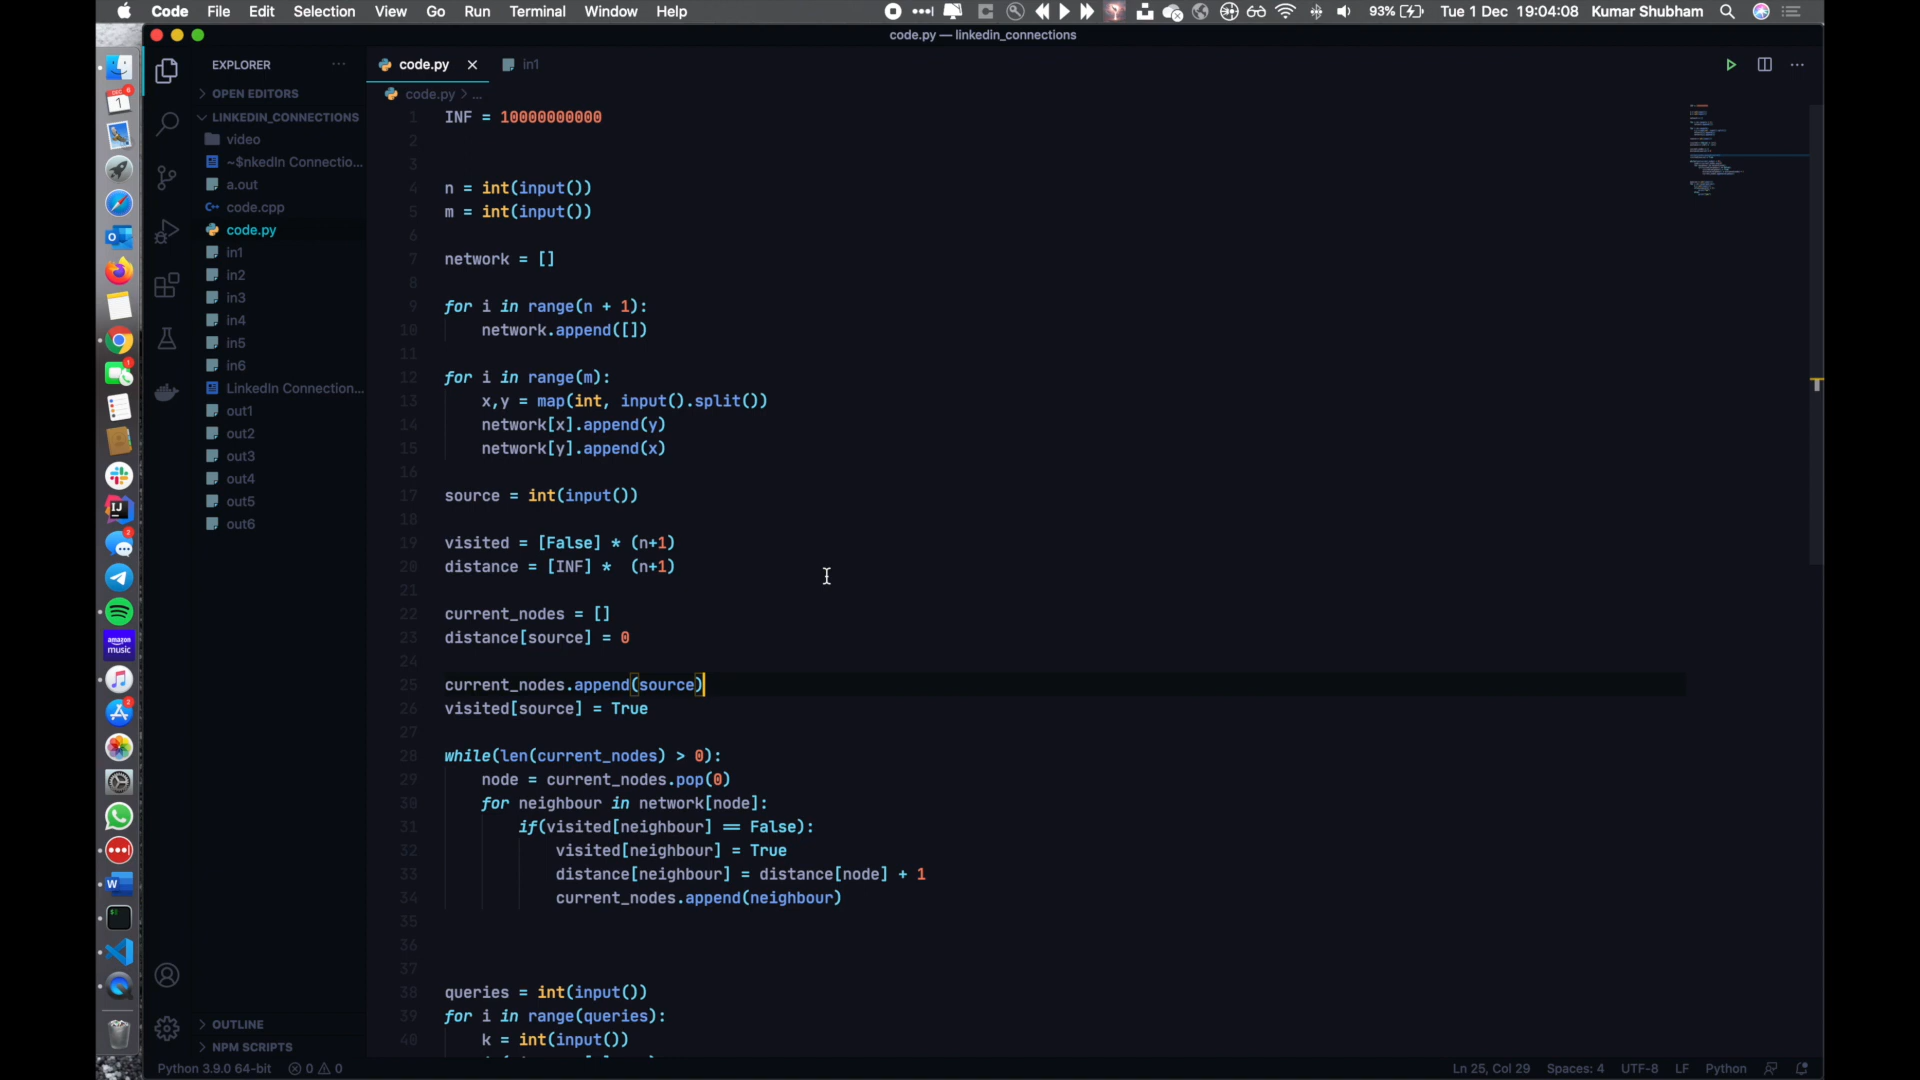 Code File Edit Selection View Go Run Terminal Window Help 93% Tue 1 Dec 19:04:08 Kumar Shubham
code.py — linkedin_connections
EXPLORER
code.py
in1
OPEN EDITORS
LINKEDIN_CONNECTIONS
video
~$nkedIn Connectio...
a.out
code.cpp
code.py
in1
in2
in3
in4
in5
in6
LinkedIn Connection...
out1
out2
out3
out4
out5
out6
OUTLINE
NPM SCRIPTS
code.py > ...
1 INF = 10000000000
2
3
4 n = int(input())
5 m = int(input())
6
7 network = []
8
9 for i in range(n + 1):
10 network.append([])
11
12 for i in range(m):
13 x,y = map(int, input().split())
14 network[x].append(y)
15 network[y].append(x)
16
17 source = int(input())
18
19 visited = [False] * (n+1)
20 distance = [INF] * (n+1)
21
22 current_nodes = []
23 distance[source] = 0
24
25 current_nodes.append(source)
26 visited[source] = True
27
28 while(len(current_nodes) > 0):
29 node = current_nodes.pop(0)
30 for neighbour in network[node]:
31 if(visited[neighbour] == False):
32 visited[neighbour] = True
33 distance[neighbour] = distance[node] + 1
34 current_nodes.append(neighbour)
35
36
37
38 queries = int(input())
39 for i in range(queries):
40 k = int(input())
Python 3.9.0 64-bit 0 0 Ln 25, Col 29 Spaces: 4 UTF-8 LF Python
amazon music